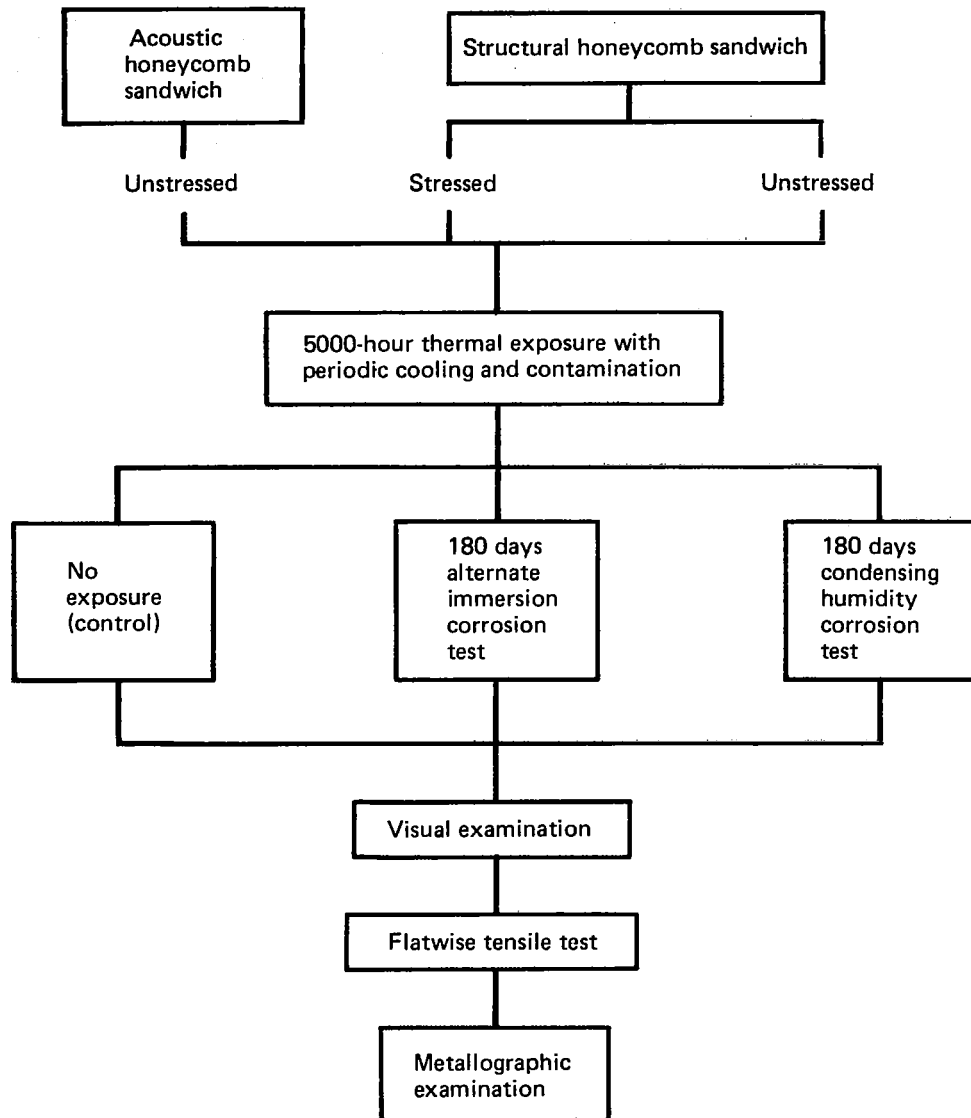 Acoustic
honeycomb
sandwich
Structural honeycomb sandwich
Unstressed
Stressed
Unstressed
5000-hour thermal exposure with
periodic cooling and contamination
No
exposure
(control)
180 days
alternate
immersion
corrosion
test
180 days
condensing
humidity
corrosion
test
Visual examination
Flatwise tensile test
Metallographic
examination